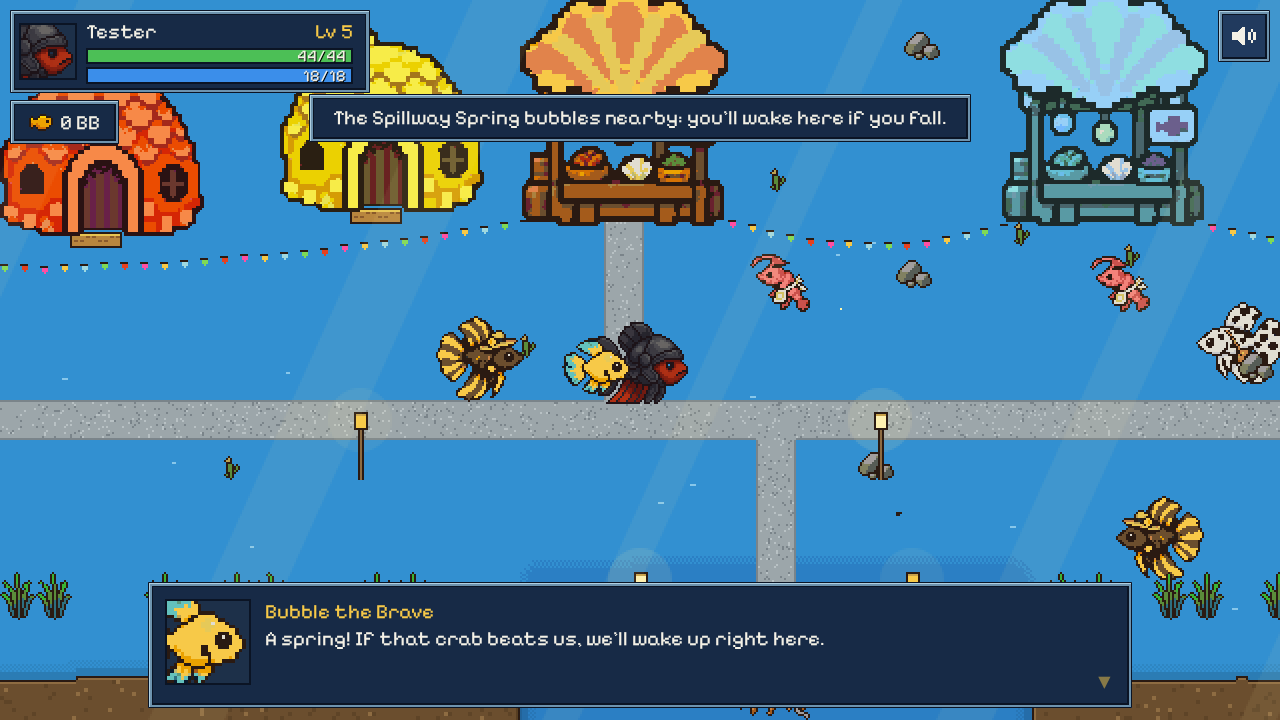 Tester Lv 5
44/44
18/18
0 BB
The Spillway Spring bubbles nearby: you'll wake here if you fall.
Bubble the Brave
A spring! If that crab beats us, we'll wake up right here.